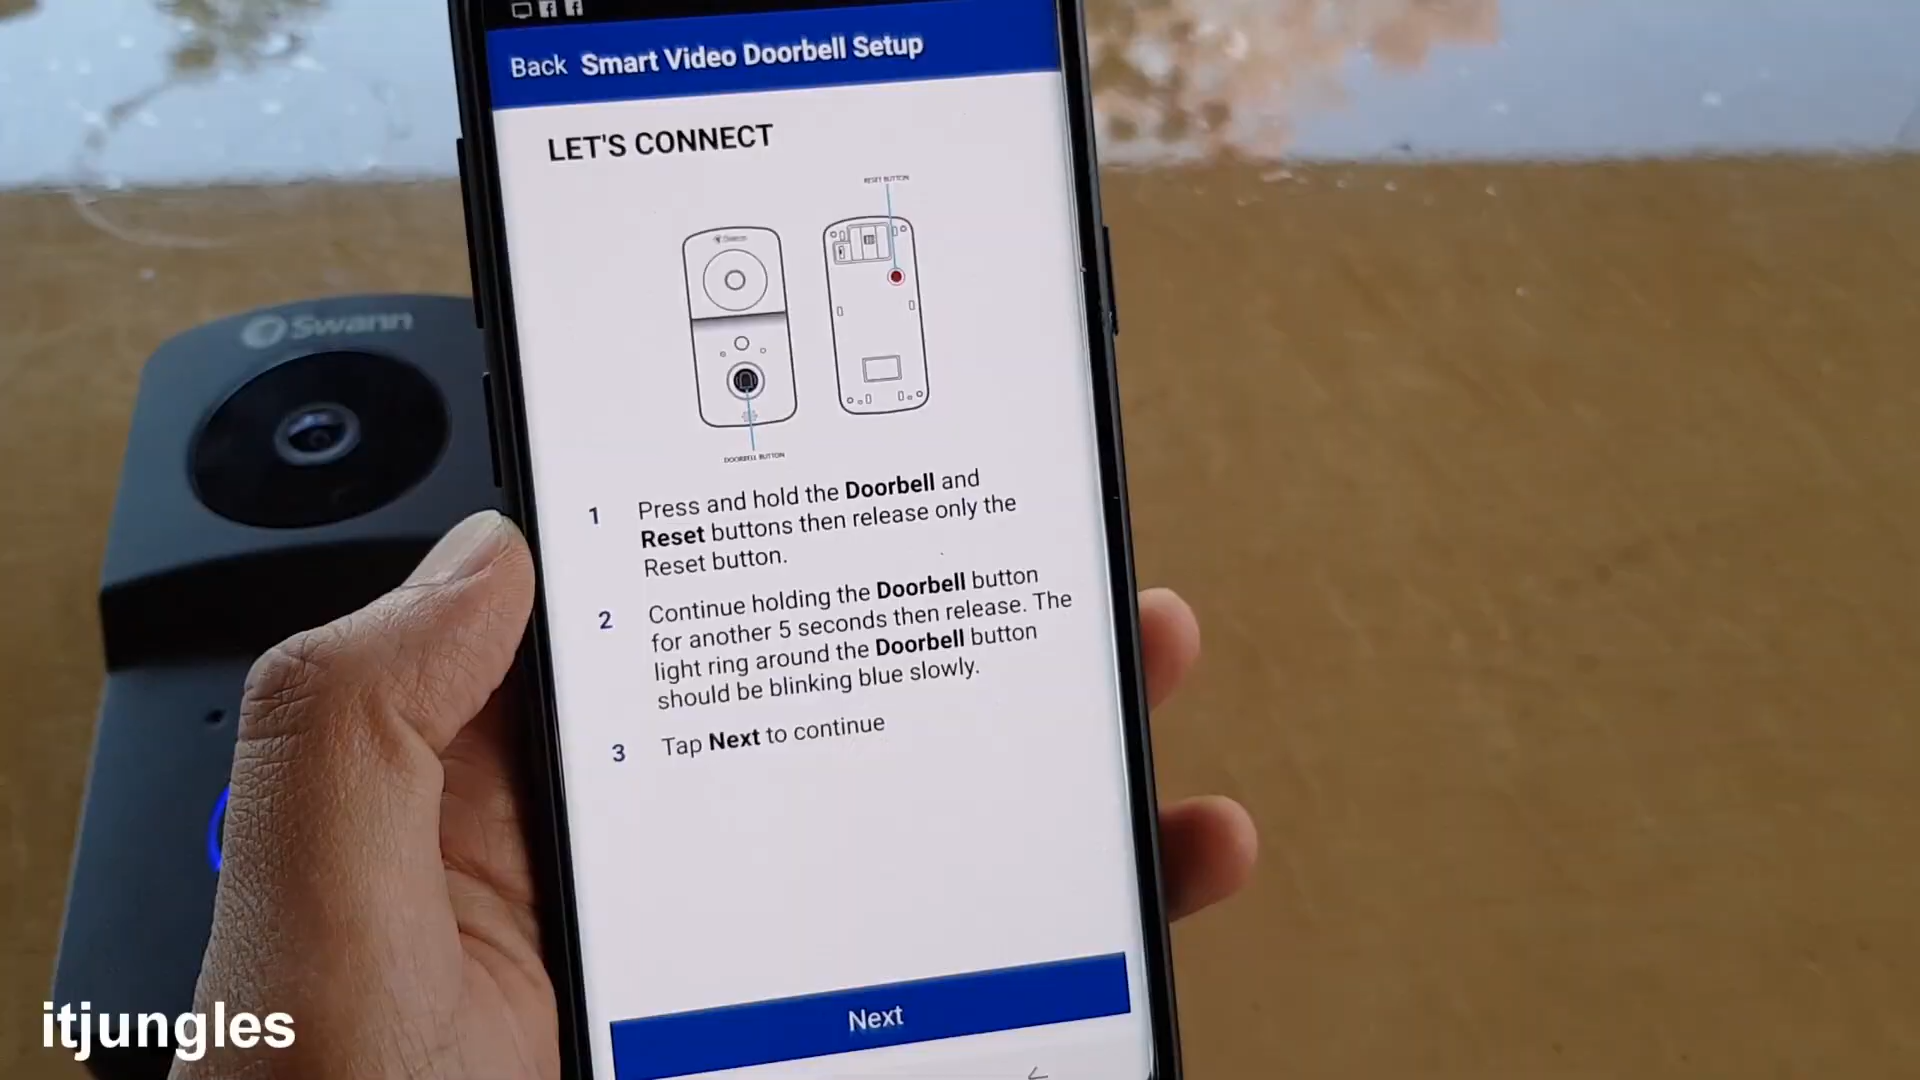 Back Smart Video Doorbell Setup
LET'S CONNECT
RESET BUTTON
Swann
DOORBELL BUTTON
Swann
1 Press and hold the Doorbell and
Reset buttons then release only the
Reset button.
2 Continue holding the Doorbell button
for another 5 seconds then release. The
light ring around the Doorbell button
should be blinking blue slowly.
3 Tap Next to continue
Next
itjungles